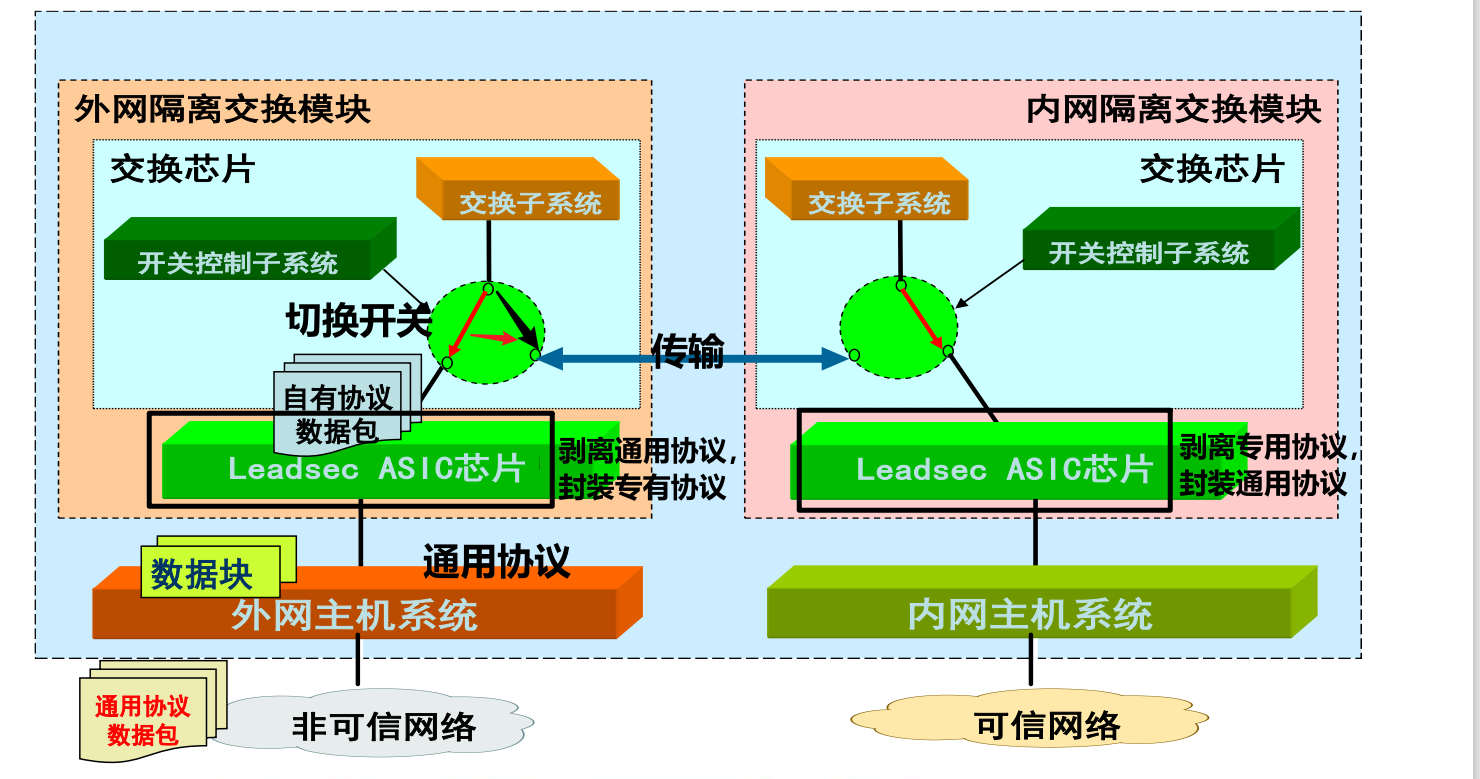 外网隔离交换模块
交换芯片
交换子系统
开关控制子系统
切换开关
自有协议
数据包
Leadsec ASIC芯片
剥离通用协议，
封装专有协议
数据块
通用协议
外网主机系统
通用协议
数据包
非可信网络
传输
内网隔离交换模块
交换芯片
交换子系统
开关控制子系统
Leadsec ASIC芯片
剥离专用协议，
封装通用协议
内网主机系统
可信网络